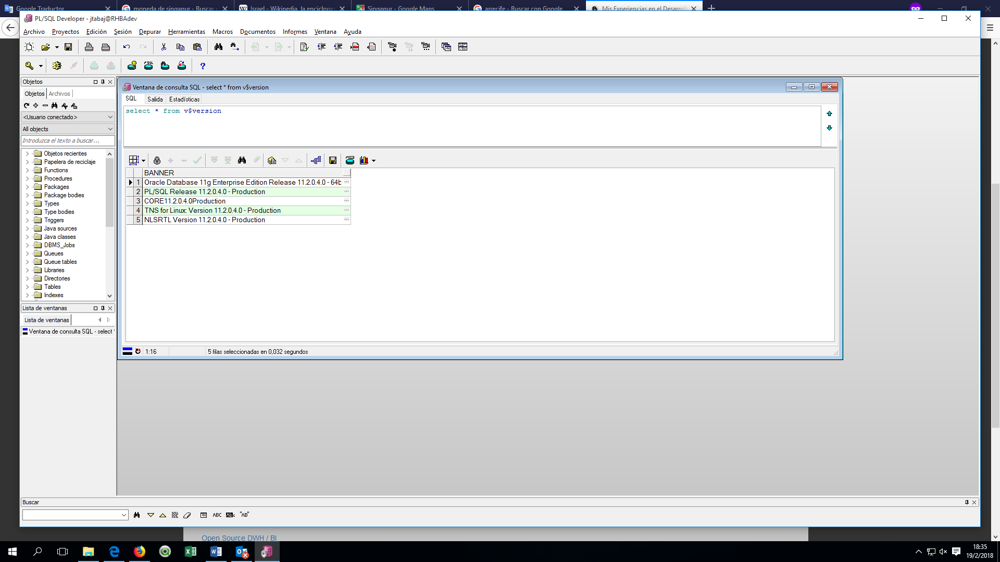 Google Traductor
moneda de singapur - Buscar
Israel - Wikipedia, la encicloped
Singapur - Google Maps
arrecife - Buscar con Google
Mis Experiencias en el Desarroll
PL/SQL Developer - jtabaj@RHBAdev
Archivo Proyectos Edición Sesión Depurar Herramientas Macros Documentos Informes Ventana Ayuda
Objetos
Objetos Archivos
<Usuario conectado>
All objects
Introduzca el texto a buscar...
Objetos recientes
Papelera de reciclaje
Functions
Procedures
Packages
Package bodies
Types
Type bodies
Triggers
Java sources
Java classes
DBMS_Jobs
Queues
Queue tables
Libraries
Directories
Tables
Indexes
Lista de ventanas
Lista de ventanas
Ventana de consulta SQL - select *
Ventana de consulta SQL - select * from v$version
SQL Salida Estadísticas
select * from v$version
BANNER
1 Oracle Database 11g Enterprise Edition Release 11.2.0.4.0 - 64b ...
2 PL/SQL Release 11.2.0.4.0 - Production ...
3 CORE11.2.0.4.0Production ...
4 TNS for Linux: Version 11.2.0.4.0 - Production ...
5 NLSRTL Version 11.2.0.4.0 - Production ...
1:16 5 filas seleccionadas en 0,032 segundos
Buscar
ABC "AB"
Open Source DWH / BI
18:35
19/2/2018